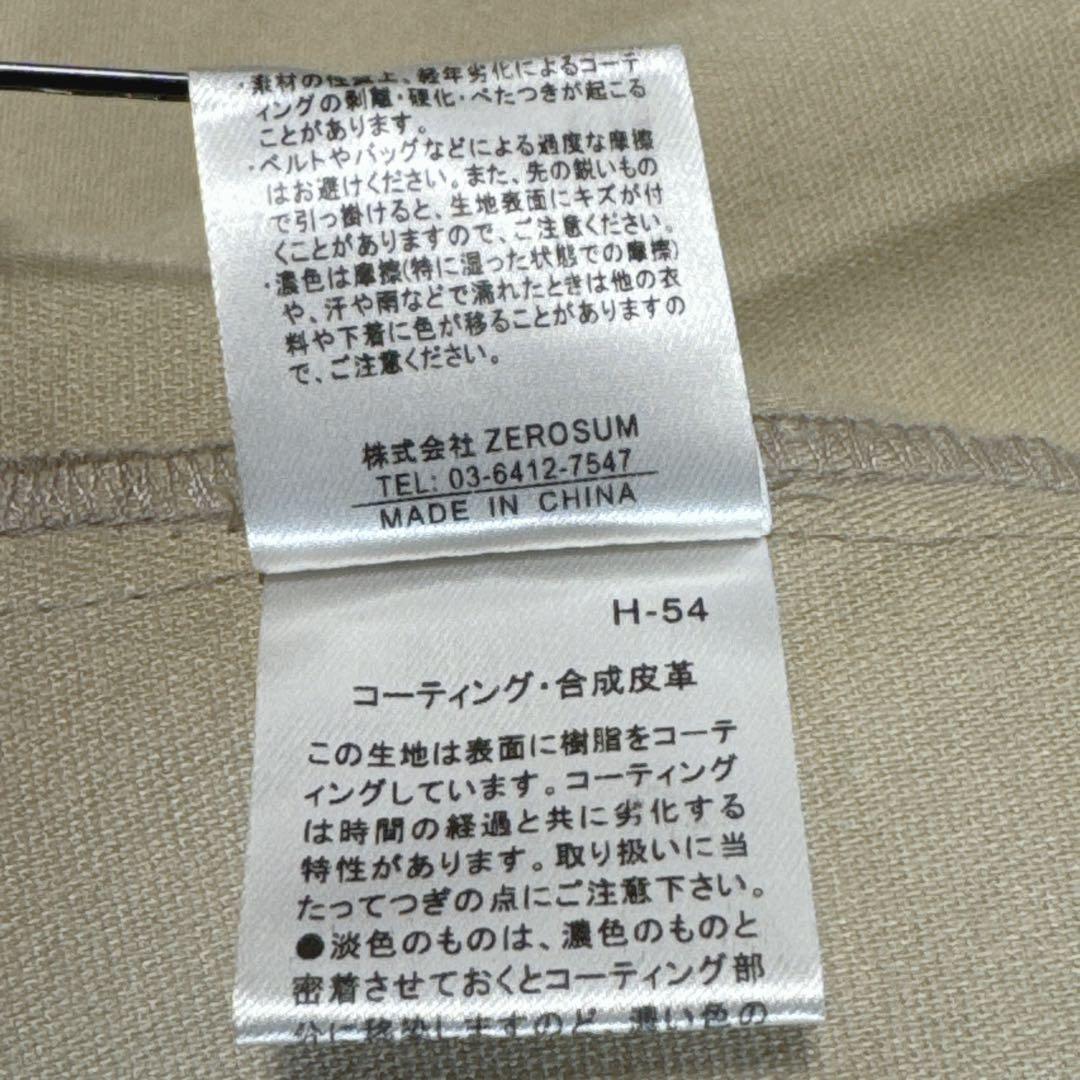 ・素材の性質上、軽年劣化によるコーテ
ィングの剥離・硬化・べたつきが起こる
ことがあります。
・ベルトやバッグなどによる過度な摩擦
はお避けください。また、先の鋭いもの
で引っ掛けると、生地表面にキズが付
くことがありますので、ご注意ください。
・濃色は摩擦(特に湿った状態での摩擦)
や、汗や雨などで濡れたときは他の衣
料や下着に色が移ることがありますの
で、ご注意ください。
株式会社 ZEROSUM
TEL: 03-6412-7547
MADE IN CHINA
H-54
コーティング・合成皮革
この生地は表面に樹脂をコーテ
ィングしています。コーティング
は時間の経過と共に劣化する
特性があります。取り扱いに当
たってつぎの点にご注意下さい。
●淡色のものは、濃色のものと
密着させておくとコーティング部
分に移染しますので、濃い色の